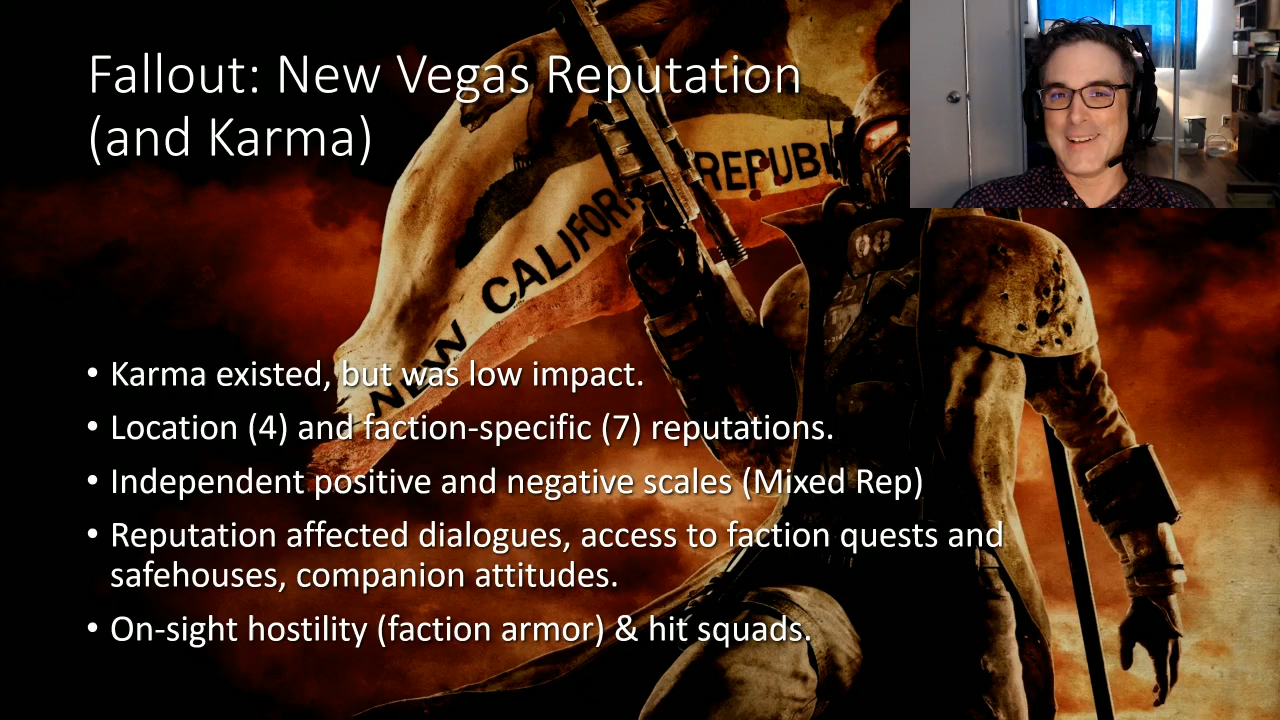 Fallout: New Vegas Reputation
(and Karma)
NEW CALIFOR REPUBL
• Karma existed, but was low impact.
• Location (4) and faction-specific (7) reputations.
• Independent positive and negative scales (Mixed Rep)
• Reputation affected dialogues, access to faction quests and
safehouses, companion attitudes.
• On-sight hostility (faction armor) & hit squads.